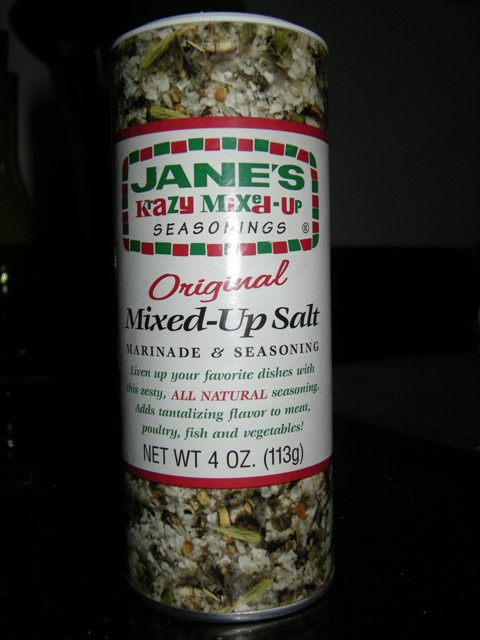 JANE'S
Krazy Mixed-Up
SEASONINGS ®
Original
Mixed-Up Salt
MARINADE & SEASONING
Liven up your favorite dishes with
this zesty, ALL NATURAL seasoning.
Adds tantalizing flavor to meat,
poultry, fish and vegetables!
NET WT 4 OZ. (113g)